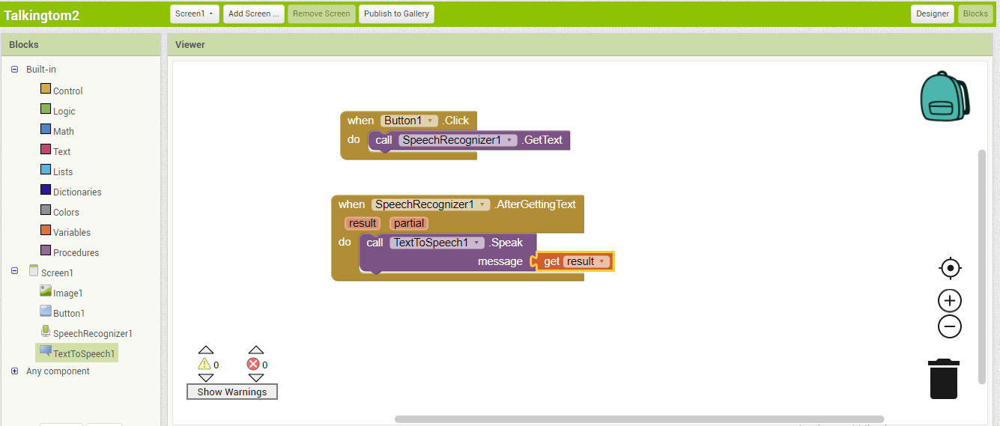 Talkingtom2
Screen1
Add Screen ...
Remove Screen
Publish to Gallery
Designer
Blocks
Blocks
Viewer
Built-in
Control
Logic
Math
Text
Lists
Dictionaries
Colors
Variables
Procedures
Screen1
Image1
Button1
SpeechRecognizer1
TextToSpeech1
Any component
when Button1 .Click
do call SpeechRecognizer1 .GetText
when SpeechRecognizer1 .AfterGettingText
result partial
do call TextToSpeech1 .Speak
message get result
0 0
Show Warnings